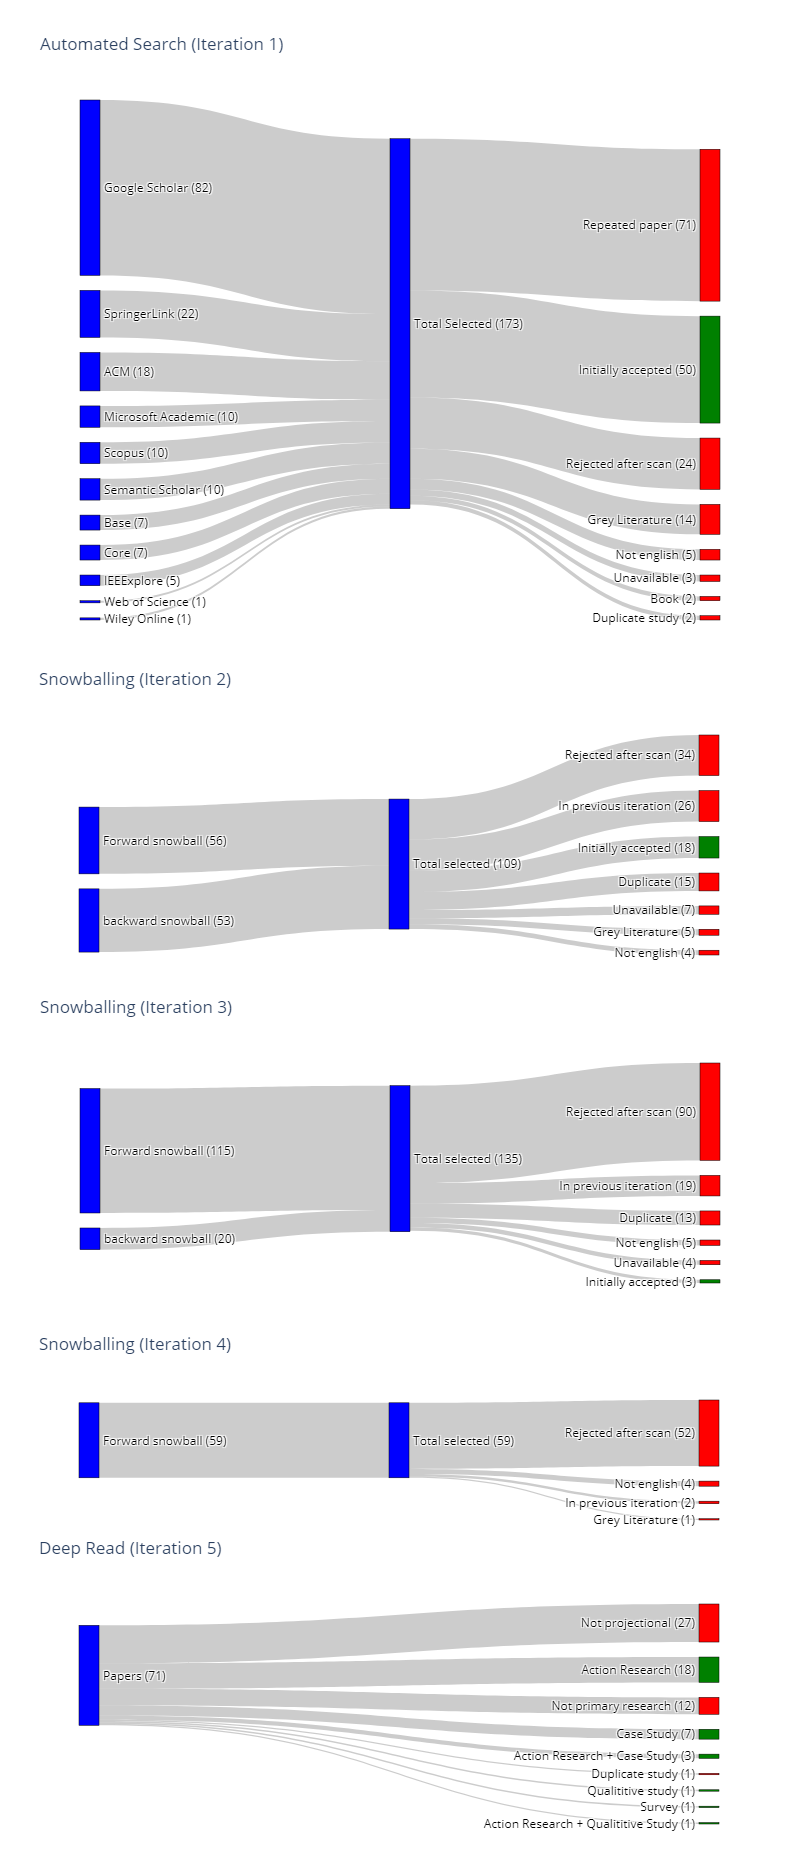 Automated Search (Iteration 1)
Google Scholar (82)
SpringerLink (22)
ACM (18)
Microsoft Academic (10)
Scopus (10)
Semantic Scholar (10)
Base (7)
Core (7)
IEEExplore (5)
Web of Science (1)
Wiley Online (1)
Total Selected (173)
Repeated paper (71)
Initially accepted (50)
Rejected after scan (24)
Grey Literature (14)
Not english (5)
Unavailable (3)
Book (2)
Duplicate study (2)
Snowballing (Iteration 2)
Forward snowball (56)
backward snowball (53)
Total selected (109)
Rejected after scan (34)
In previous iteration (26)
Initially accepted (18)
Duplicate (15)
Unavailable (7)
Grey Literature (5)
Not english (4)
Snowballing (Iteration 3)
Forward snowball (115)
backward snowball (20)
Total selected (135)
Rejected after scan (90)
In previous iteration (19)
Duplicate (13)
Not english (5)
Unavailable (4)
Initially accepted (3)
Snowballing (Iteration 4)
Forward snowball (59)
Total selected (59)
Rejected after scan (52)
Not english (4)
In previous iteration (2)
Grey Literature (1)
Deep Read (Iteration 5)
Papers (71)
Not projectional (27)
Action Research (18)
Not primary research (12)
Case Study (7)
Action Research + Case Study (3)
Duplicate study (1)
Qualititive study (1)
Survey (1)
Action Research + Qualititive Study (1)